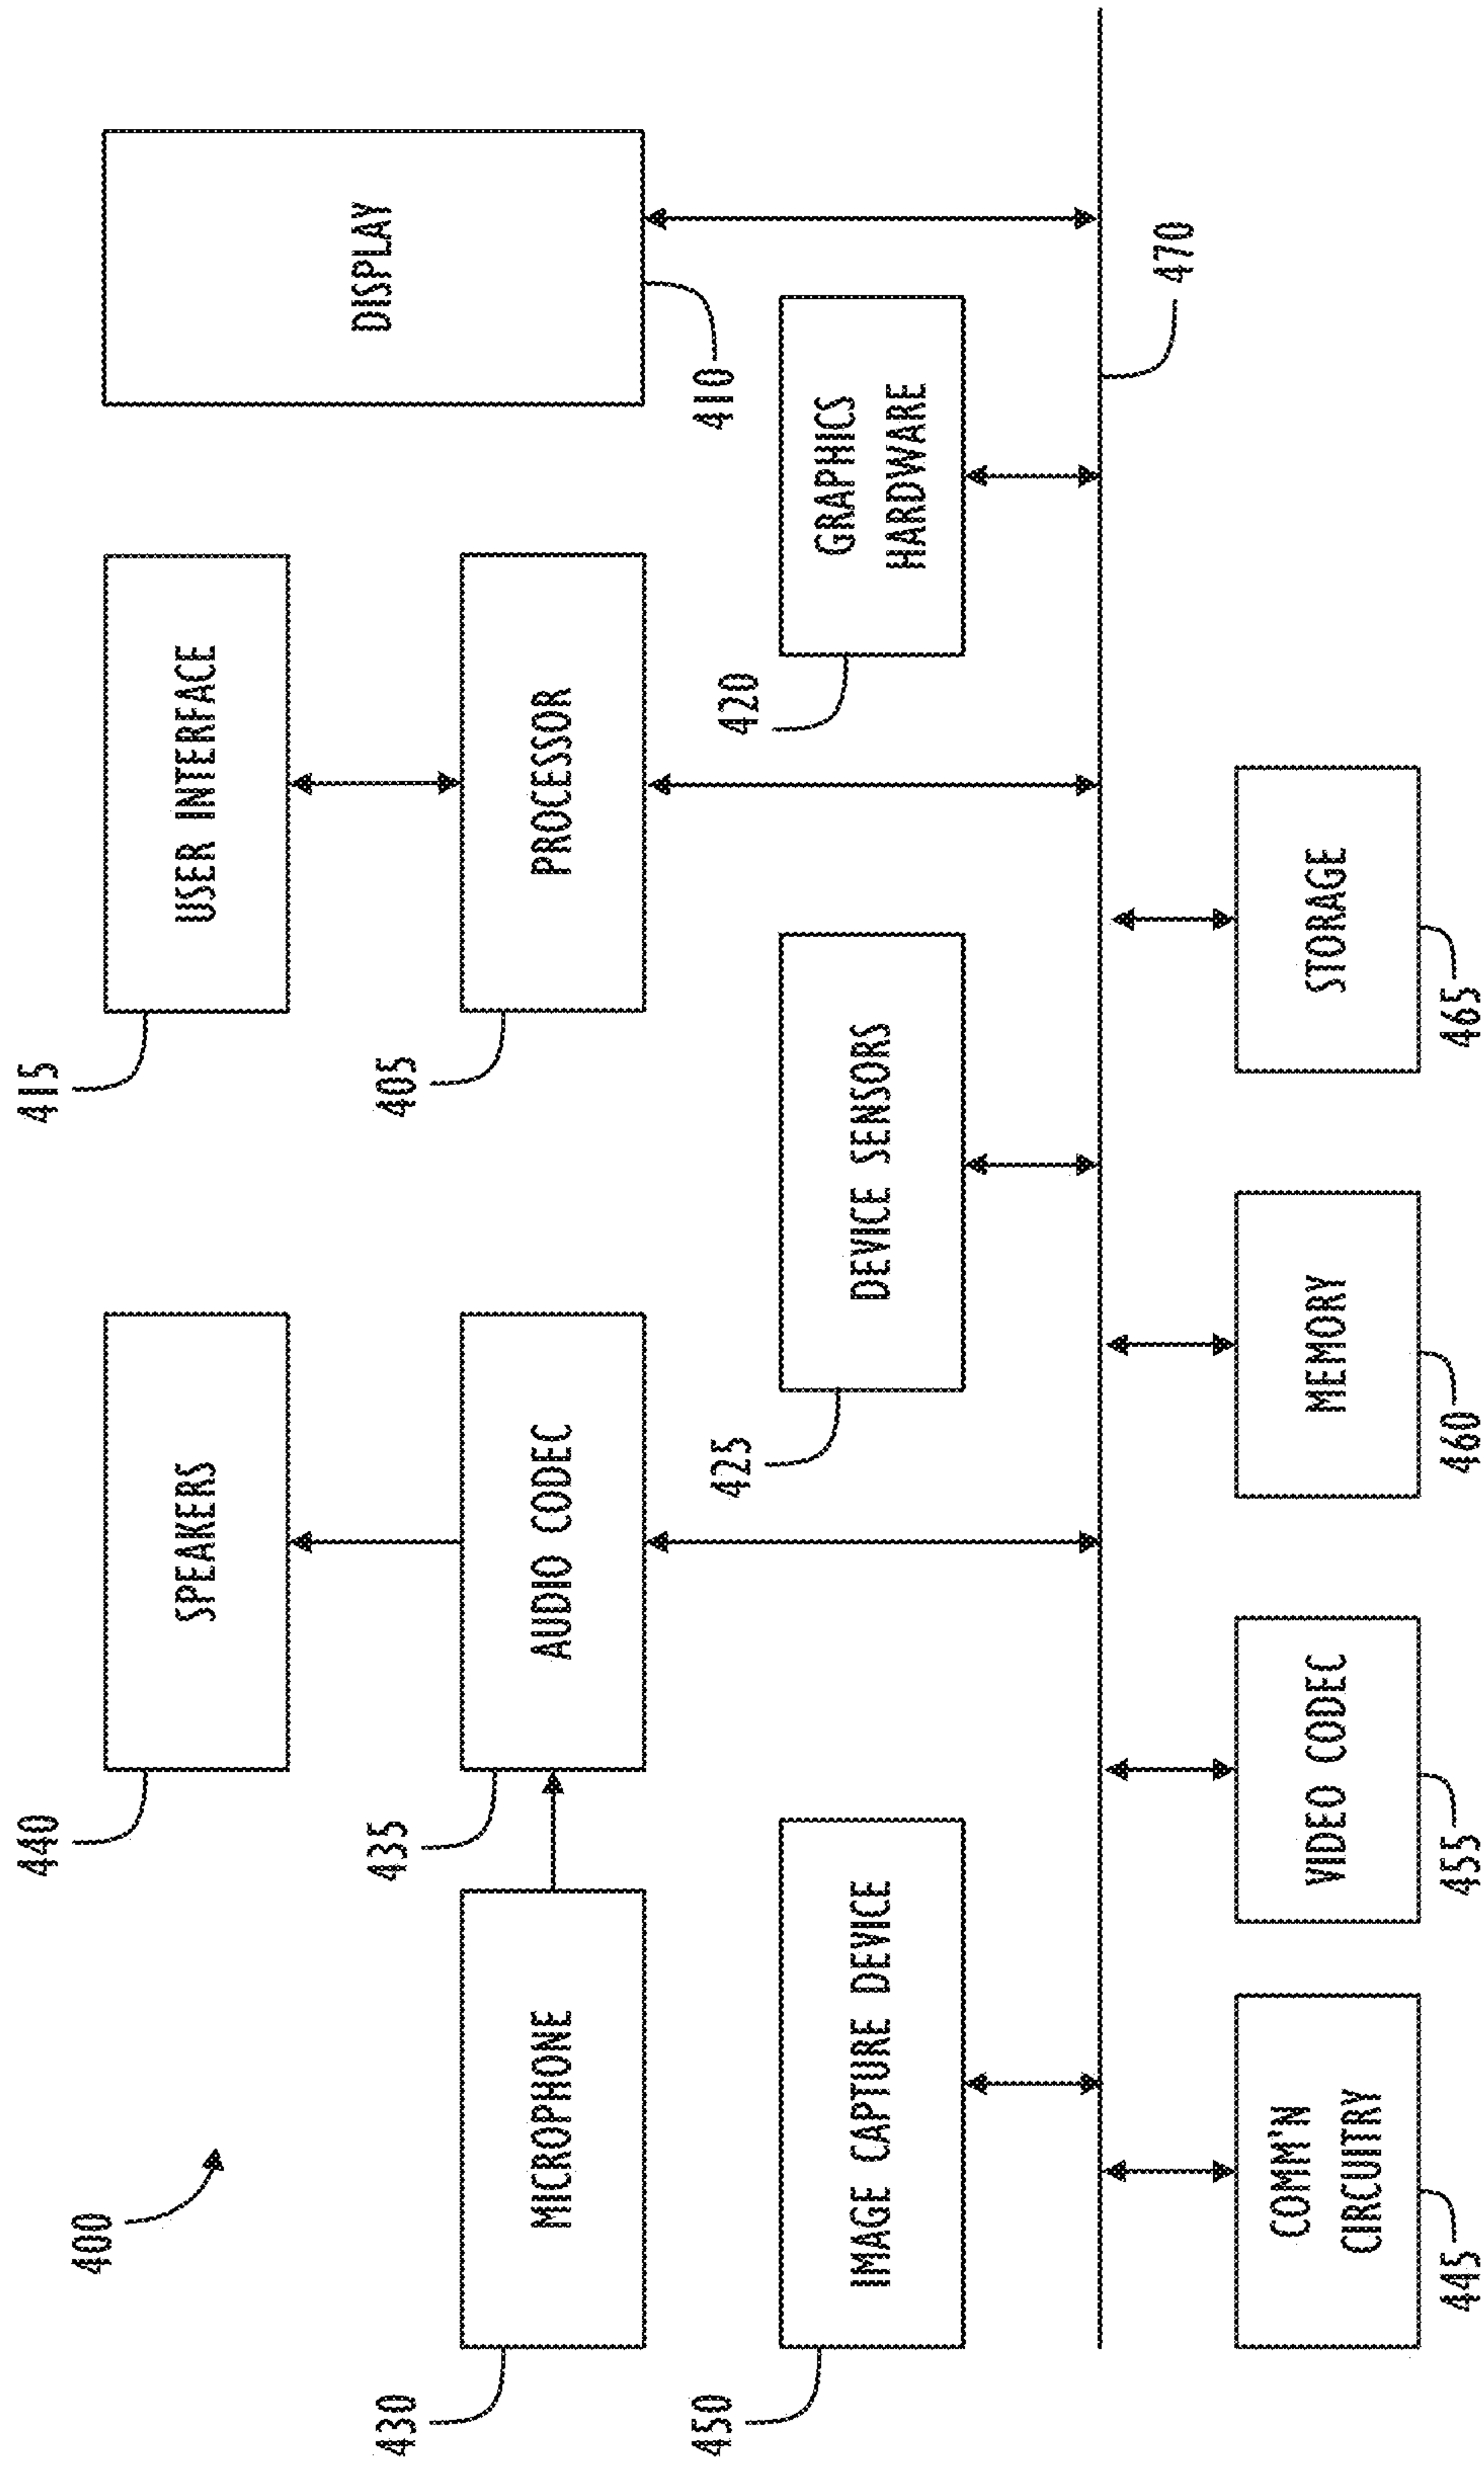 400
440
SPEAKERS
415
USER INTERFACE
DISPLAY
430
MICROPHONE
435
AUDIO CODEC
405
PROCESSOR
410
450
IMAGE CAPTURE DEVICE
425
DEVICE SENSORS
420
GRAPHICS
HARDWARE
470
COMM'N
CIRCUITRY
VIDEO CODEC
MEMORY
STORAGE
445
455
460
465